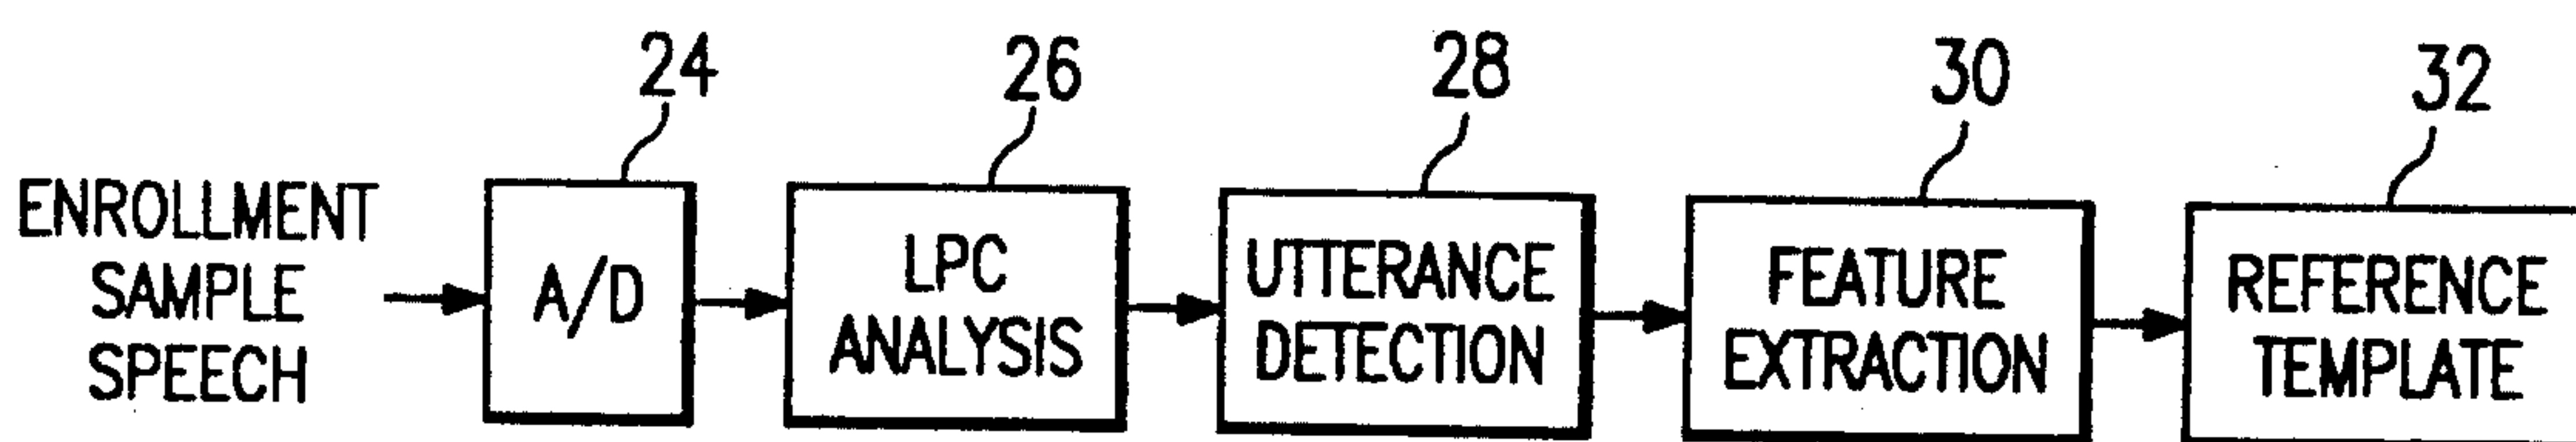 24 26 28 30 32
ENROLLMENT
SAMPLE
SPEECH
A/D
LPC
ANALYSIS
UTTERANCE
DETECTION
FEATURE
EXTRACTION
REFERENCE
TEMPLATE